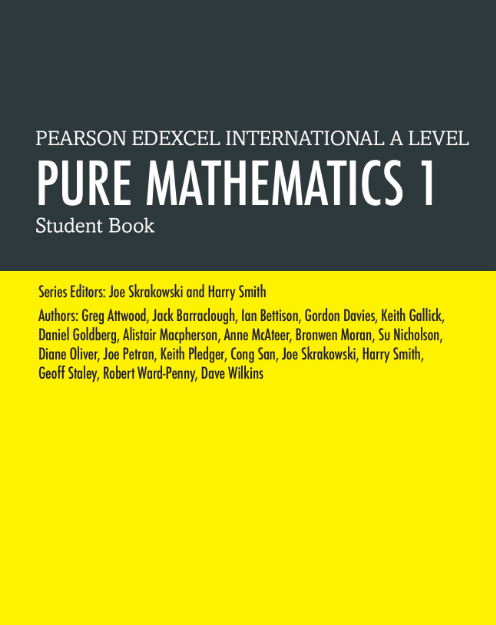 PEARSON EDEXCEL INTERNATIONAL A LEVEL
PURE MATHEMATICS 1
Student Book
Series Editors: Joe Skrakowski and Harry Smith
Authors: Greg Attwood, Jack Barraclough, Ian Bettison, Gordon Davies, Keith Gallick,
Daniel Goldberg, Alistair Macpherson, Anne McAteer, Bronwen Moran, Su Nicholson,
Diane Oliver, Joe Petran, Keith Pledger, Cong San, Joe Skrakowski, Harry Smith,
Geoff Staley, Robert Ward-Penny, Dave Wilkins